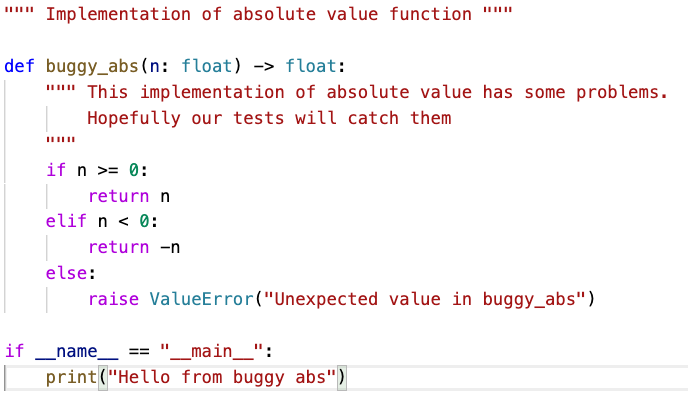 """ Implementation of absolute value function """

def buggy_abs(n: float) -> float:
    """ This implementation of absolute value has some problems.
        Hopefully our tests will catch them
    """
    if n >= 0:
        return n
    elif n < 0:
        return -n
    else:
        raise ValueError("Unexpected value in buggy_abs")

if __name__ == "__main__":
    print("Hello from buggy abs")